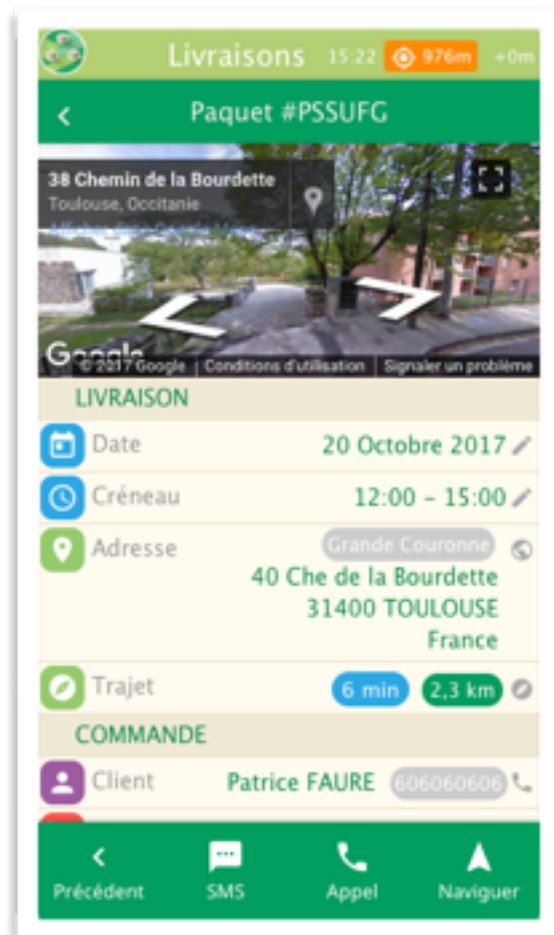 Livraisons 15:22 976m +0m
Paquet #PSSUFG
38 Chemin de la Bourdette
Toulouse, Occitanie
Google
© 2017 Google Conditions d'utilisation Signaler un problème
LIVRAISON
Date 20 Octobre 2017
Créneau 12:00 – 15:00
Adresse Grande Couronne
40 Che de la Bourdette
31400 TOULOUSE
France
Trajet 6 min 2,3 km
COMMANDE
Client Patrice FAURE 606060606
Précédent SMS Appel Naviguer